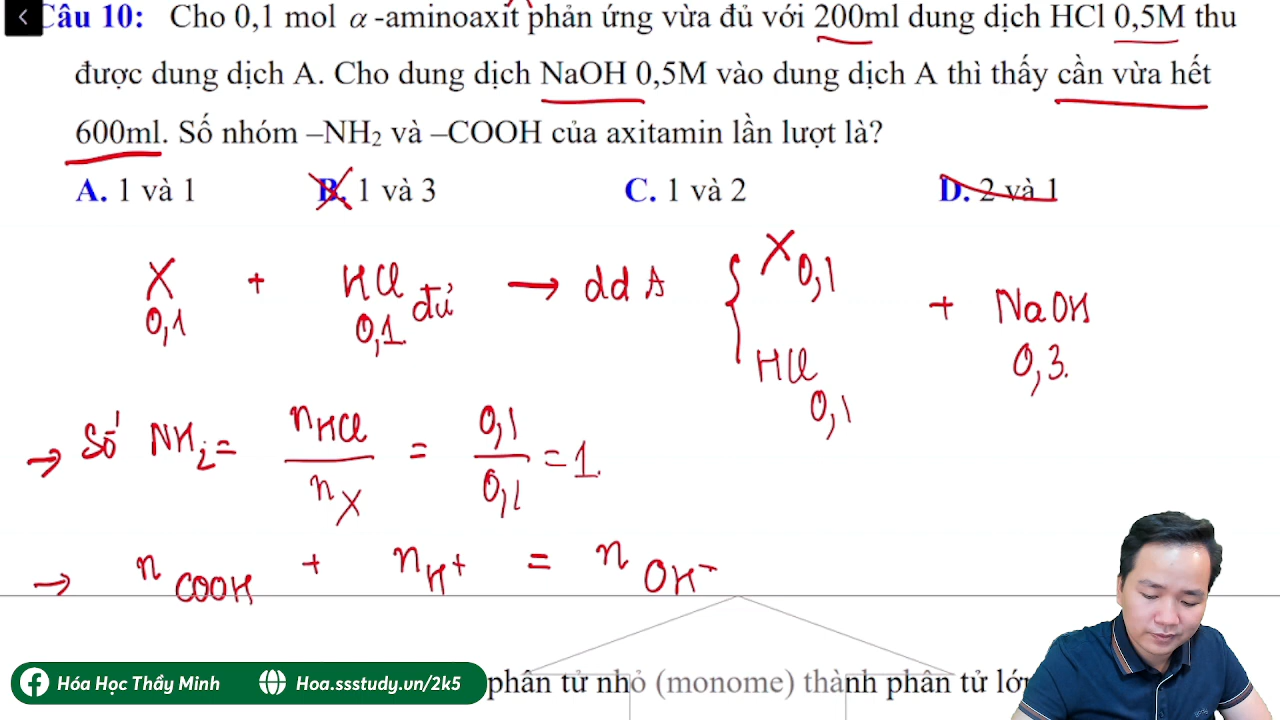 Câu 10: Cho 0,1 mol α-aminoaxit phản ứng vừa đủ với 200ml dung dịch HCl 0,5M thu
được dung dịch A. Cho dung dịch NaOH 0,5M vào dung dịch A thì thấy cần vừa hết
600ml. Số nhóm –NH₂ và –COOH của axitamin lần lượt là?
A. 1 và 1 B. 1 và 3 C. 1 và 2 D. 2 và 1
X + HCl đủ → dd A { X 0,1 + NaOH
0,1 0,1 HCl 0,1 0,3
→ Số NH₂ = nHCl / nX = 0,1 / 0,1 = 1
→ nCOOH + nH⁺ = nOH⁻
phân tử nhỏ (monome) thành phân tử lớn
Hóa Học Thầy Minh Hoa.ssstudy.vn/2k5